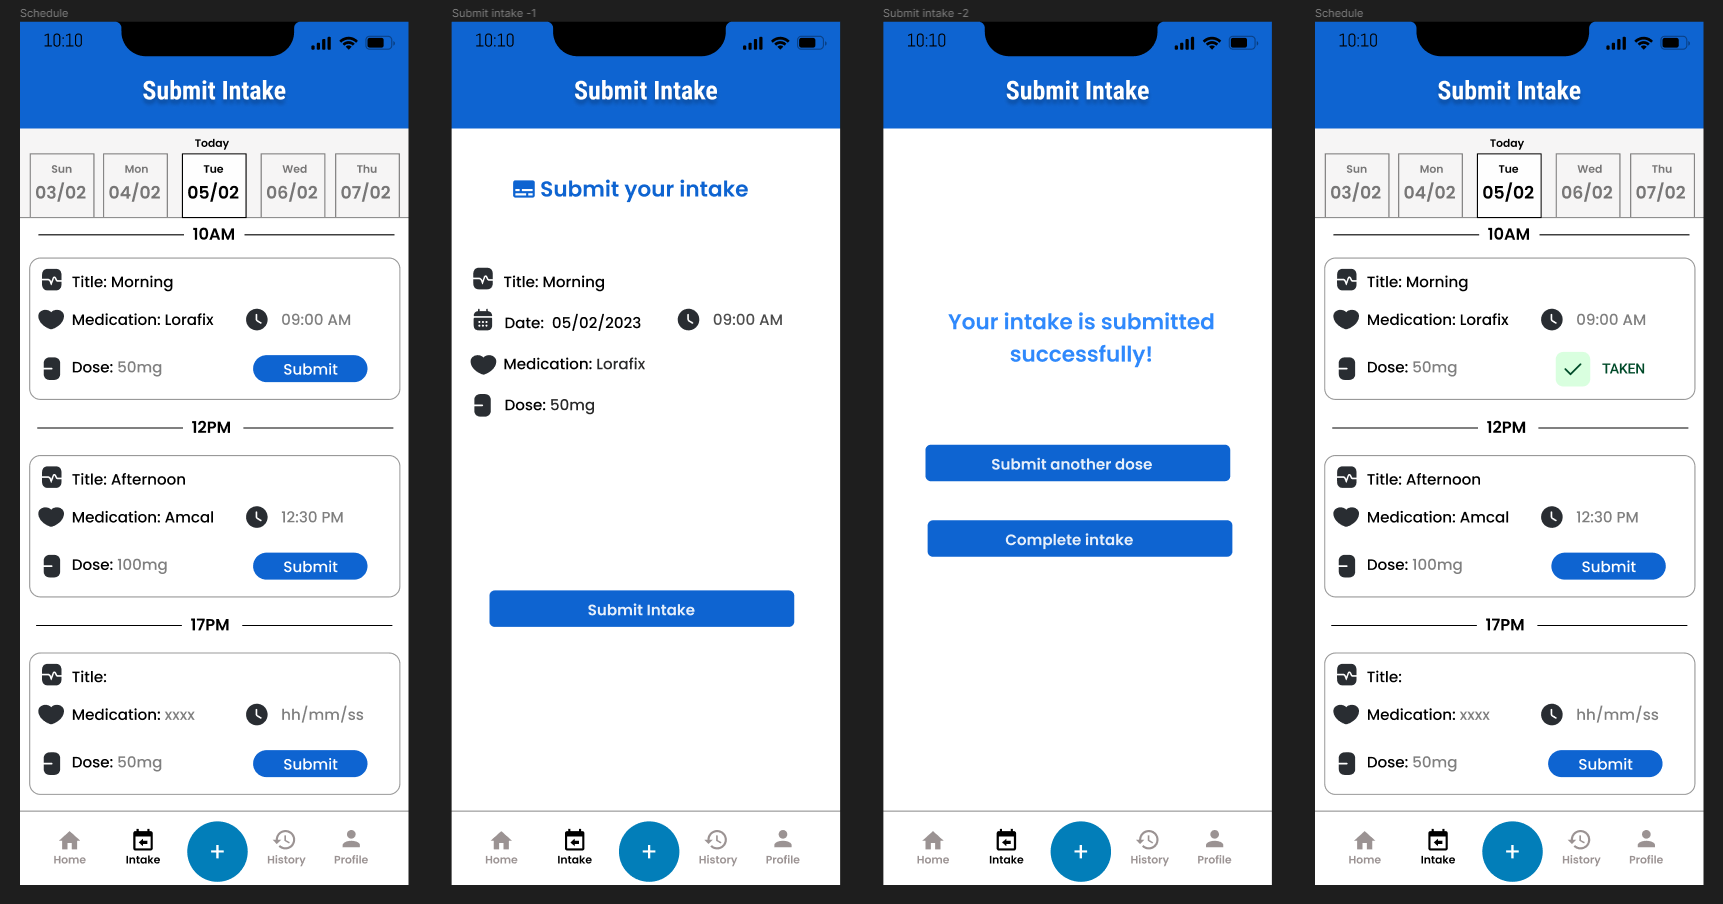 Schedule
10:10
Submit Intake
Today
Sun Mon Tue Wed Thu
03/02 04/02 05/02 06/02 07/02
10AM
Title: Morning
Medication: Lorafix 09:00 AM
Dose: 50mg Submit
12PM
Title: Afternoon
Medication: Amcal 12:30 PM
Dose: 100mg Submit
17PM
Title:
Medication: xxxx hh/mm/ss
Dose: 50mg Submit
+
Home Intake History Profile
Submit intake -1
10:10
Submit Intake
Submit your intake
Title: Morning
Date: 05/02/2023 09:00 AM
Medication: Lorafix
Dose: 50mg
Submit Intake
+
Home Intake History Profile
Submit intake -2
10:10
Submit Intake
Your intake is submitted
successfully!
Submit another dose
Complete intake
+
Home Intake History Profile
Schedule
10:10
Submit Intake
Today
Sun Mon Tue Wed Thu
03/02 04/02 05/02 06/02 07/02
10AM
Title: Morning
Medication: Lorafix 09:00 AM
Dose: 50mg TAKEN
12PM
Title: Afternoon
Medication: Amcal 12:30 PM
Dose: 100mg Submit
17PM
Title:
Medication: xxxx hh/mm/ss
Dose: 50mg Submit
+
Home Intake History Profile